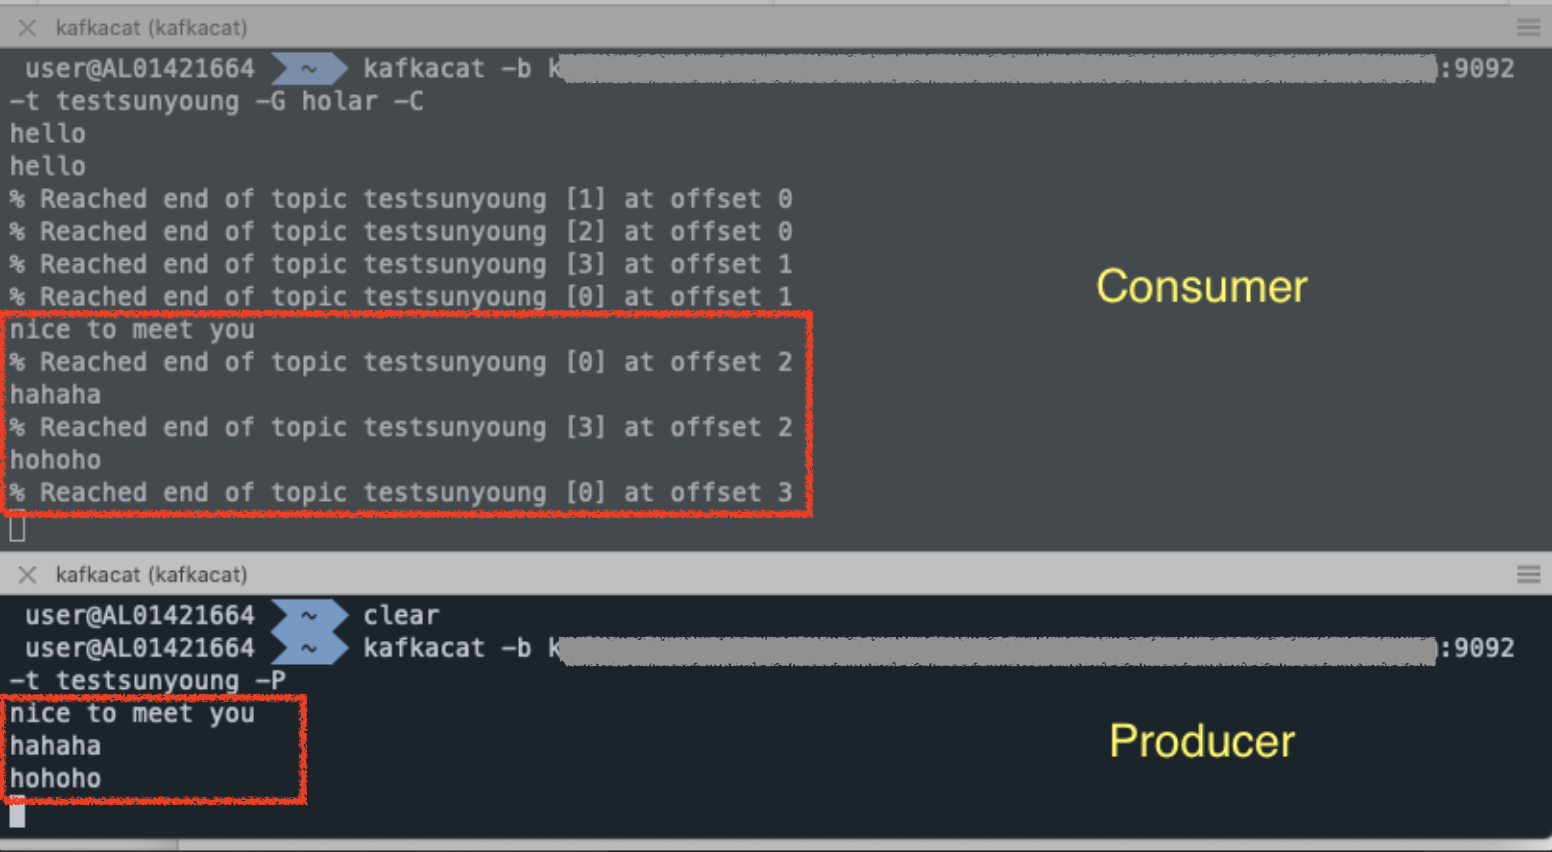 kafkacat (kafkacat)
user@AL01421664 ~ kafkacat -b k :9092
-t testsunyoung -G holar -C
hello
hello
% Reached end of topic testsunyoung [1] at offset 0
% Reached end of topic testsunyoung [2] at offset 0
% Reached end of topic testsunyoung [3] at offset 1
% Reached end of topic testsunyoung [0] at offset 1
Consumer
nice to meet you
% Reached end of topic testsunyoung [0] at offset 2
hahaha
% Reached end of topic testsunyoung [3] at offset 2
hohoho
% Reached end of topic testsunyoung [0] at offset 3
kafkacat (kafkacat)
user@AL01421664 ~ clear
user@AL01421664 ~ kafkacat -b k :9092
-t testsunyoung -P
nice to meet you
hahaha
Producer
hohoho